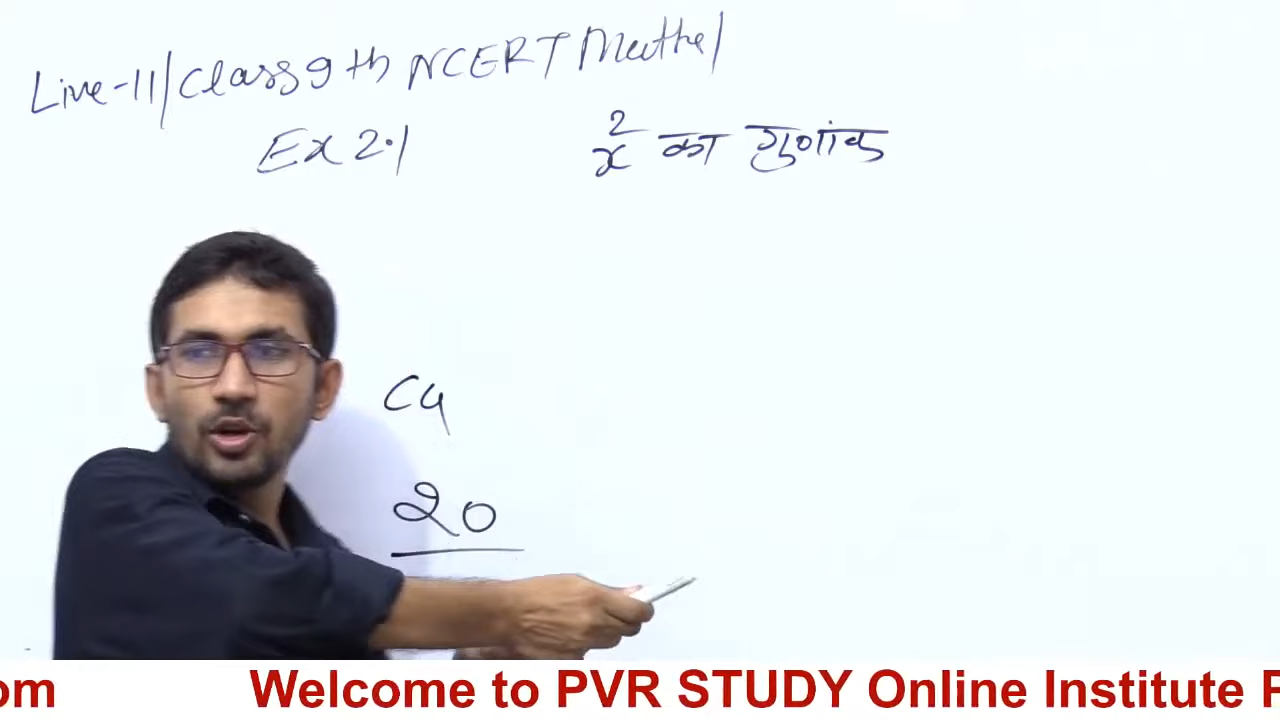 Live-11/Class 9th NCERT Maths/
Ex 2.1
x² का गुणांक
C4
20
om Welcome to PVR STUDY Online Institute P